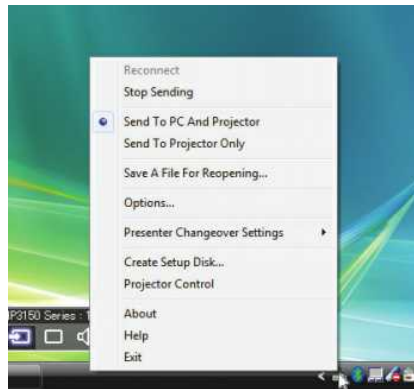 Reconnect
Stop Sending
Send To PC And Projector
Send To Projector Only
Save A File For Reopening...
Options...
Presenter Changeover Settings
Create Setup Disk...
Projector Control
About
Help
Exit
P3150 Series : 1